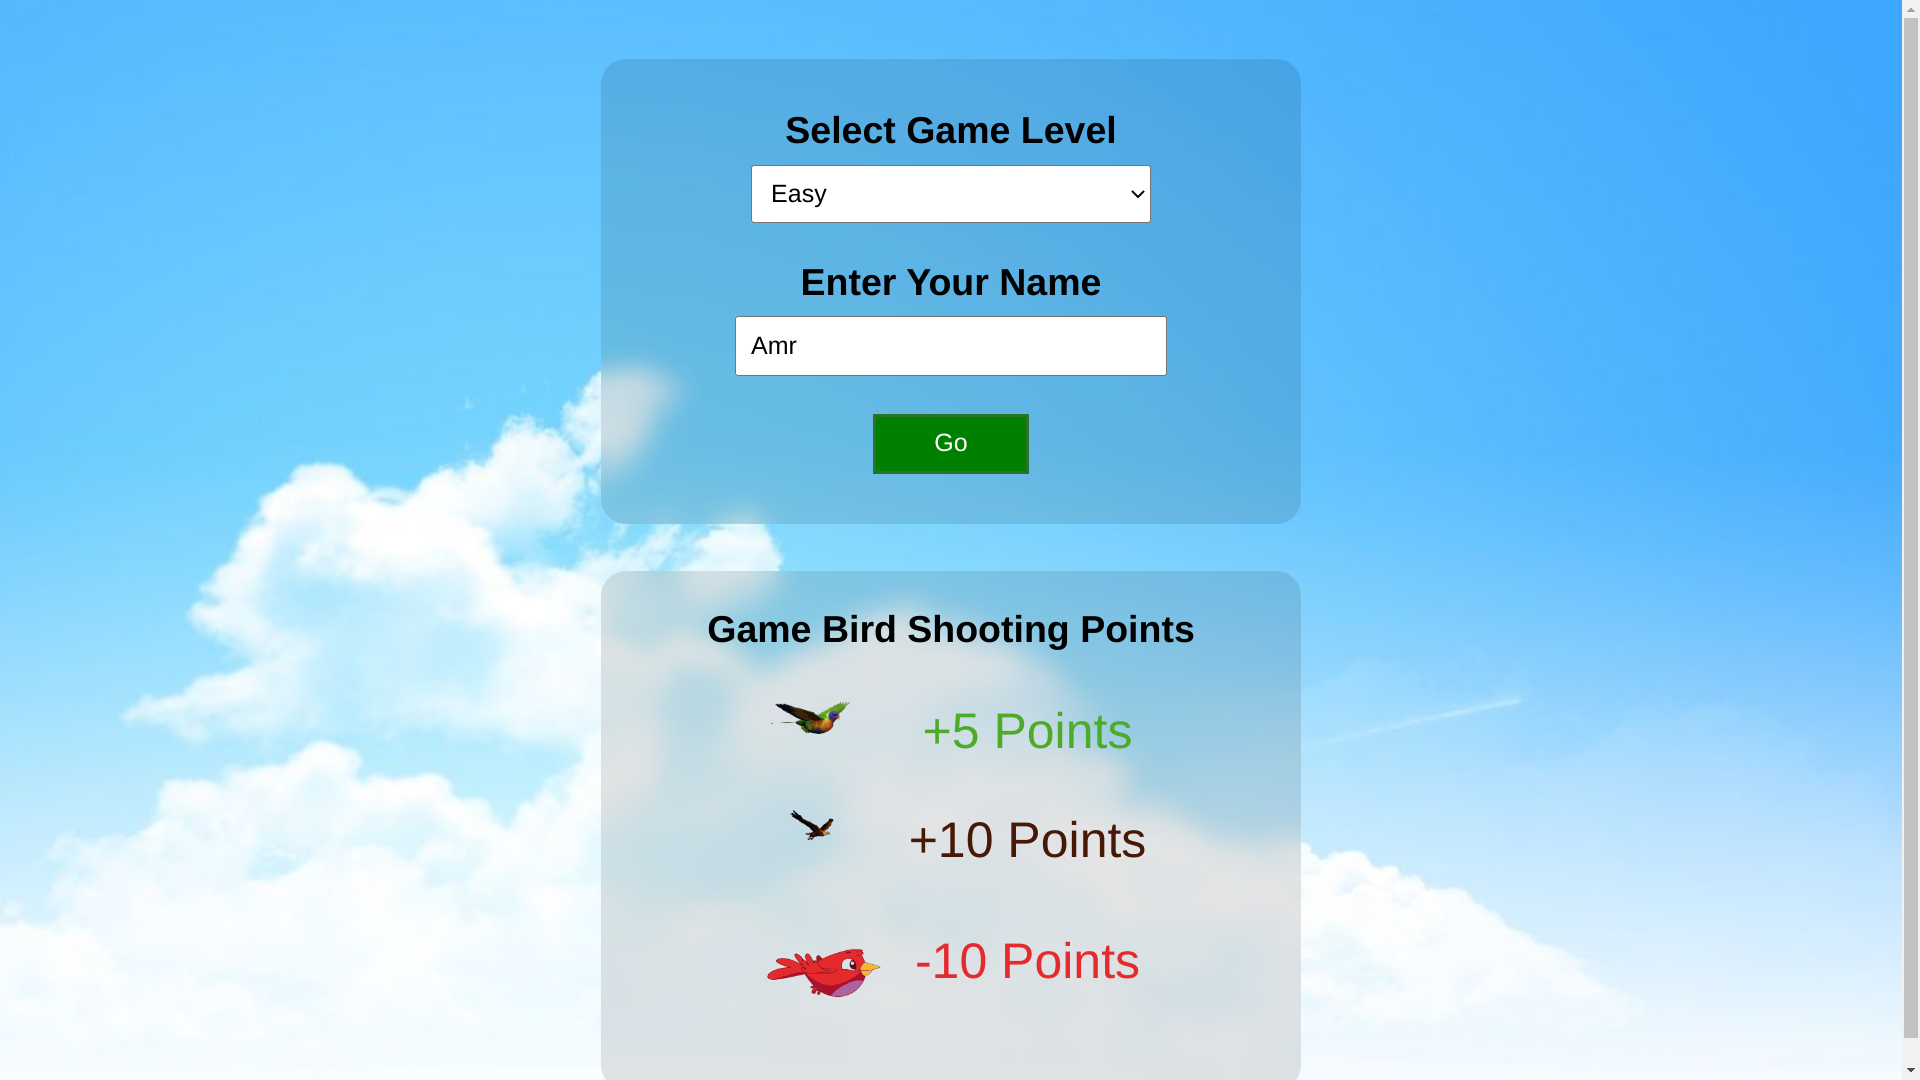 Select Game Level
Easy
Enter Your Name
Amr
Go
Game Bird Shooting Points
+5 Points
+10 Points
-10 Points